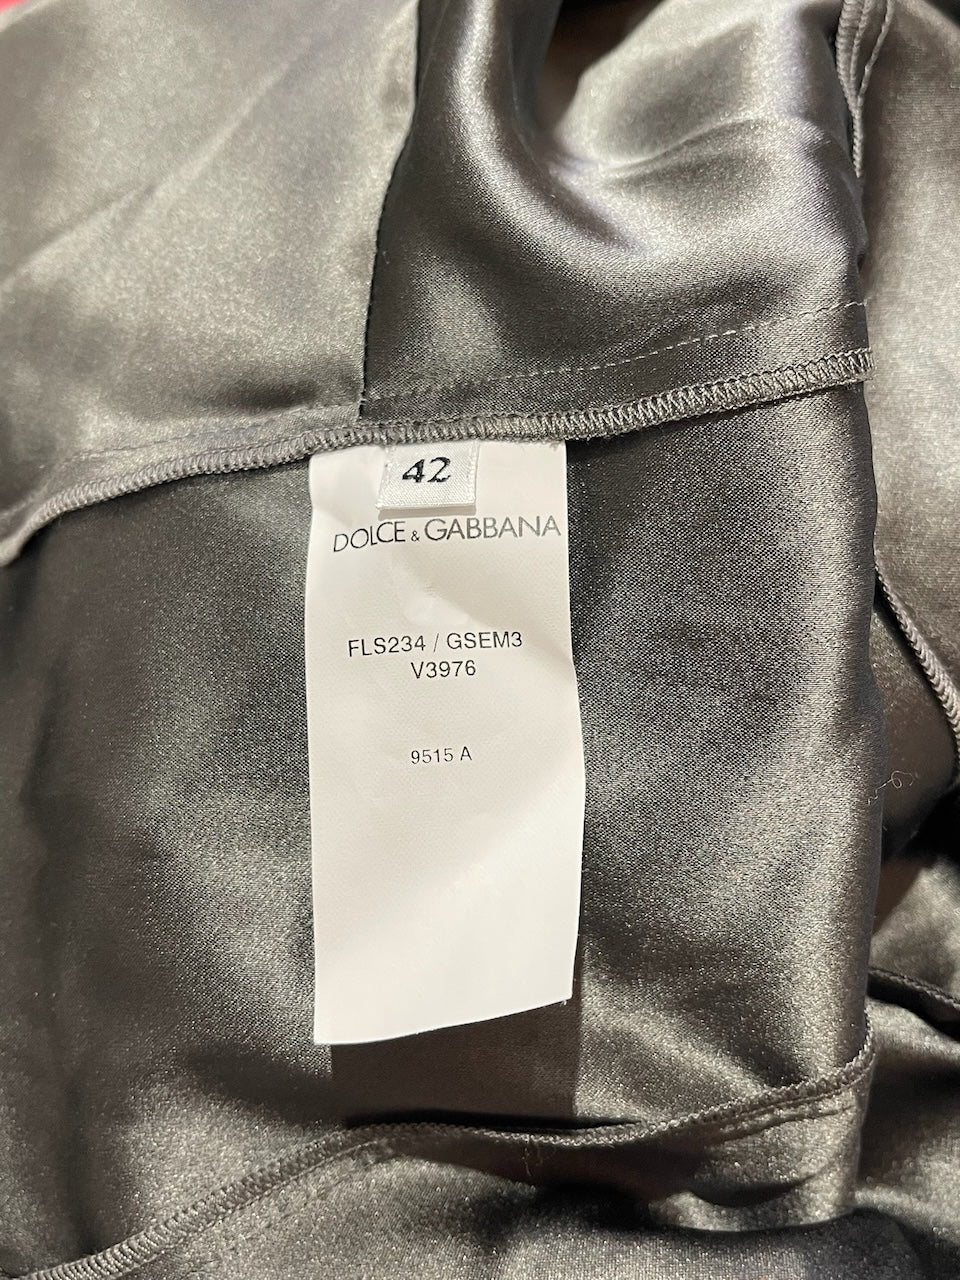 42
DOLCE & GABBANA
FLS234 / GSEM3
V3976
9515 A